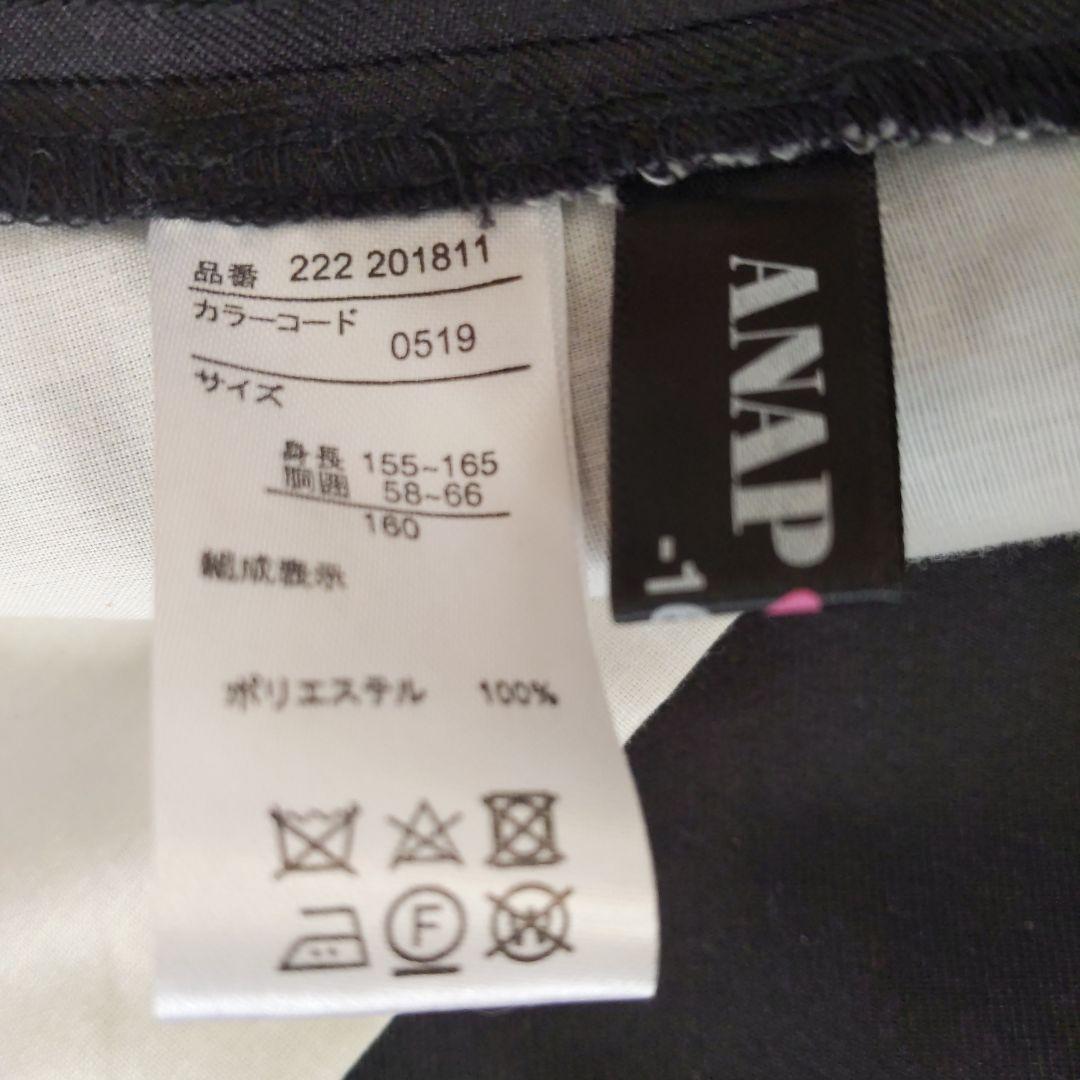 品番 222 201811
カラーコード 0519
サイズ
身長 155~165
胴囲 58~66
160
組成表示
ポリエステル 100%
F
W
ANAP
-1